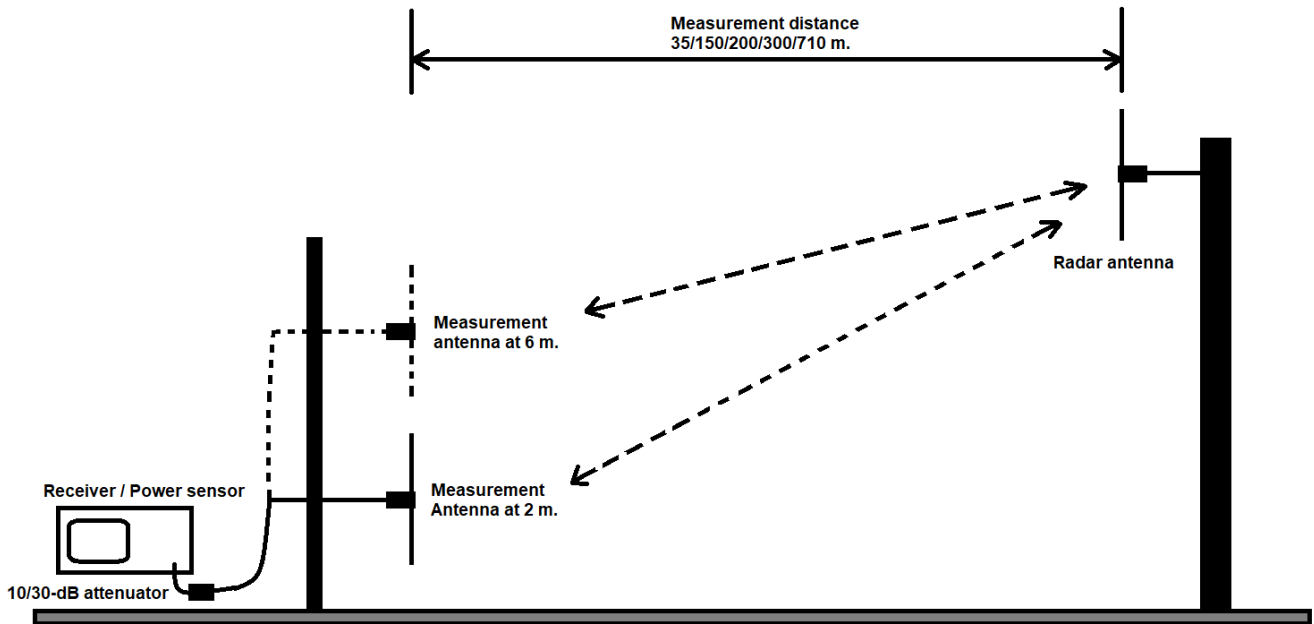 Measurement distance
35/150/200/300/710 m.
Radar antenna
Measurement
antenna at 6 m.
Receiver / Power sensor
Measurement
Antenna at 2 m.
10/30-dB attenuator